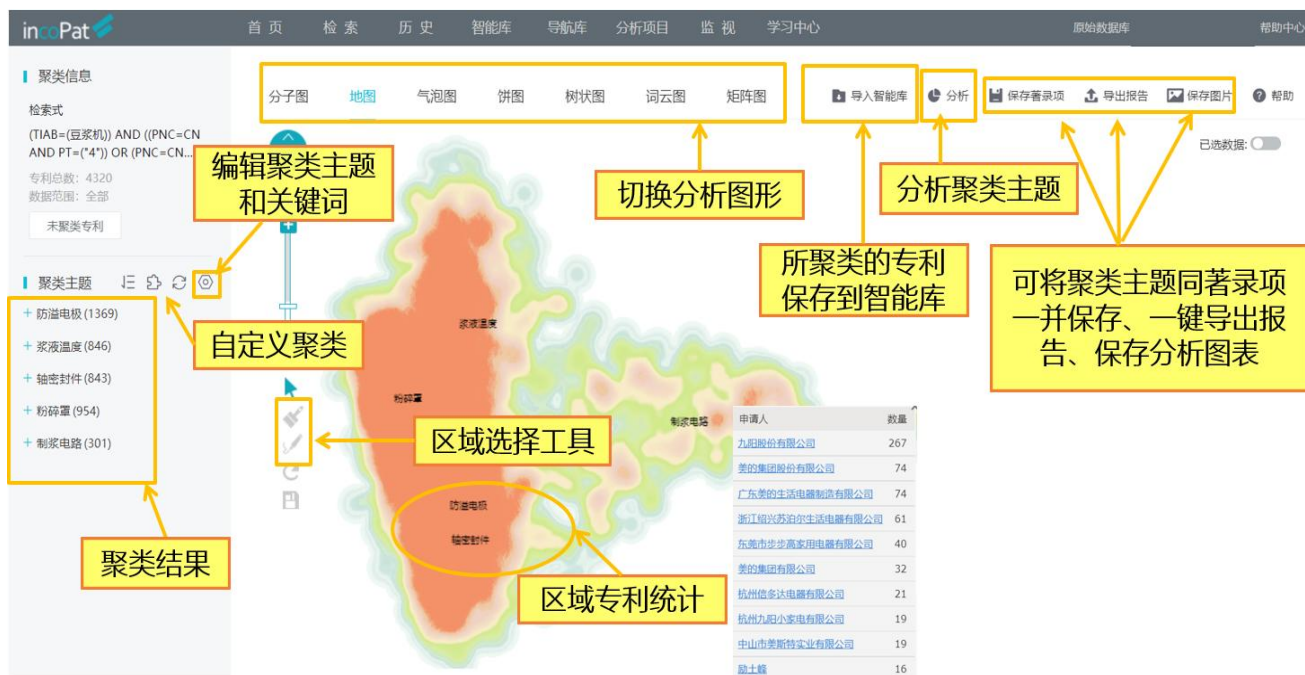 incoPat
首 页 检 索 历 史 智能库 导航库 分析项目 监 视 学习中心 原始数据库 帮助中心
聚类信息
检索式
(TIAB=(豆浆机)) AND ((PNC=CN
AND PT=("4")) OR (PNC=CN...
专利总数：4320
数据范围：全部
未聚类专利
聚类主题
+ 防溢电极 (1369)
+ 浆液温度 (846)
+ 轴密封件 (843)
+ 粉碎罩 (954)
+ 制浆电路 (301)
分子图 地图 气泡图 饼图 树状图 词云图 矩阵图
导入智能库 分析 保存著录项 导出报告 保存图片 帮助
已选数据:
编辑聚类主题
和关键词
切换分析图形
分析聚类主题
所聚类的专利
保存到智能库
可将聚类主题同著录项
一并保存、一键导出报
告、保存分析图表
自定义聚类
区域选择工具
聚类结果
区域专利统计
浆液温度
粉碎罩
制浆电路
防溢电极
轴密封件
申请人 数量
九阳股份有限公司 267
美的集团股份有限公司 74
广东美的生活电器制造有限公司 74
浙江绍兴苏泊尔生活电器有限公司 61
东莞市步步高家用电器有限公司 40
美的集团有限公司 32
杭州信多达电器有限公司 21
杭州九阳小家电有限公司 19
中山市美斯特实业有限公司 19
励土峰 16